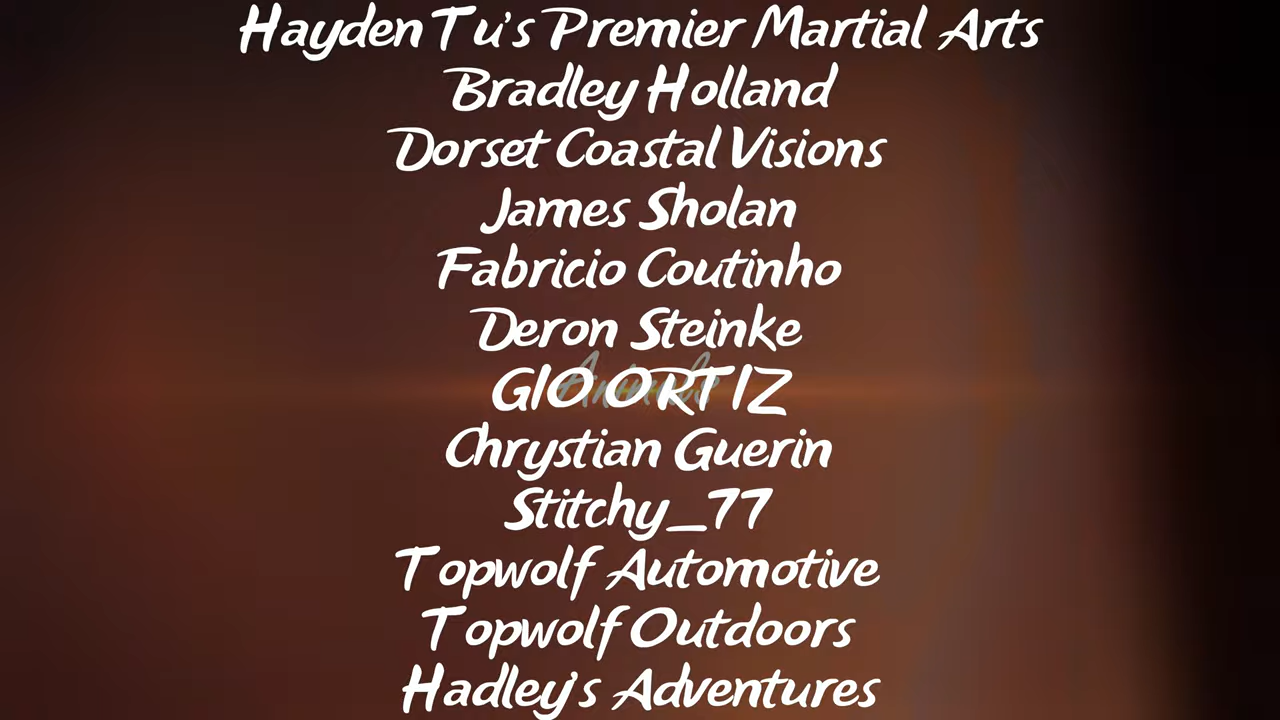 Hayden Tu's Premier Martial Arts
Bradley Holland
Dorset Coastal Visions
James Sholan
Fabricio Coutinho
Deron Steinke
Animals
GIO ORTIZ
Chrystian Guerin
Stitchy_77
Topwolf Automotive
Topwolf Outdoors
Hadley's Adventures